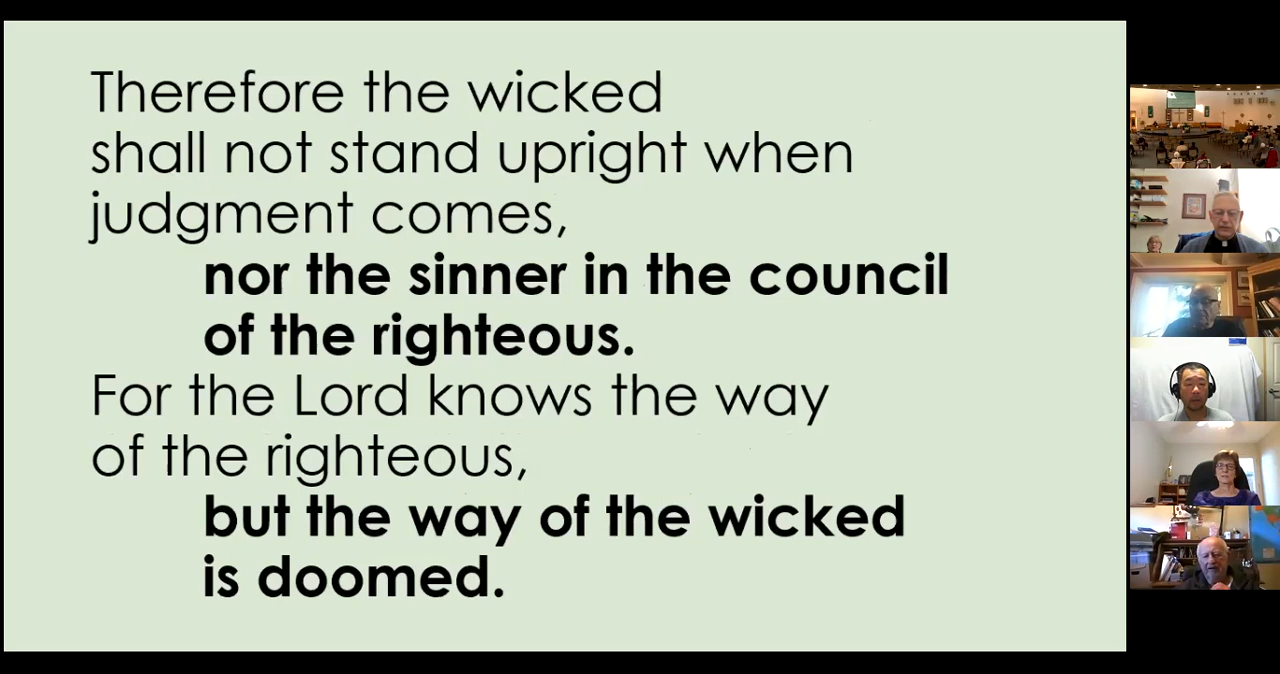 Therefore the wicked
shall not stand upright when
judgment comes,
nor the sinner in the council
of the righteous.
For the Lord knows the way
of the righteous,
but the way of the wicked
is doomed.